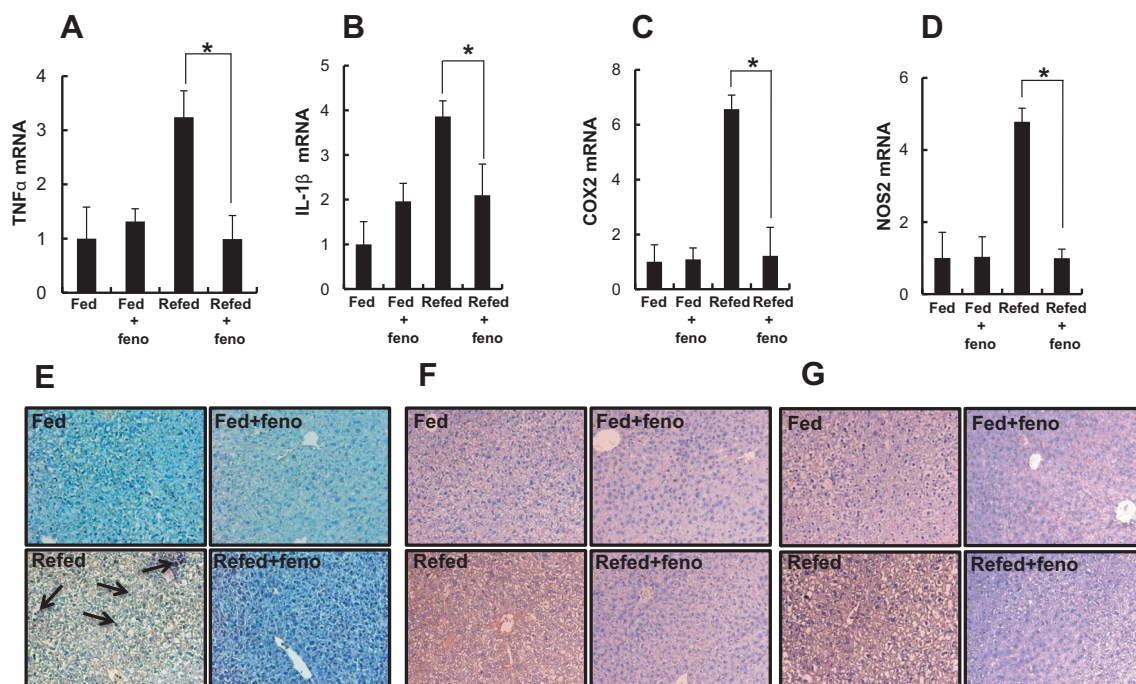 A
TNFα mRNA
4
3
2
1
0
*
Fed
Fed + feno
Refed
Refed + feno
B
IL-1β mRNA
5
4
3
2
1
0
*
Fed
Fed + feno
Refed
Refed + feno
C
COX2 mRNA
8
6
4
2
0
*
Fed
Fed + feno
Refed
Refed + feno
D
NOS2 mRNA
6
4
2
0
*
Fed
Fed + feno
Refed
Refed + feno
E
Fed
Fed+feno
Refed
Refed+feno
F
Fed
Fed+feno
Refed
Refed+feno
G
Fed
Fed+feno
Refed
Refed+feno